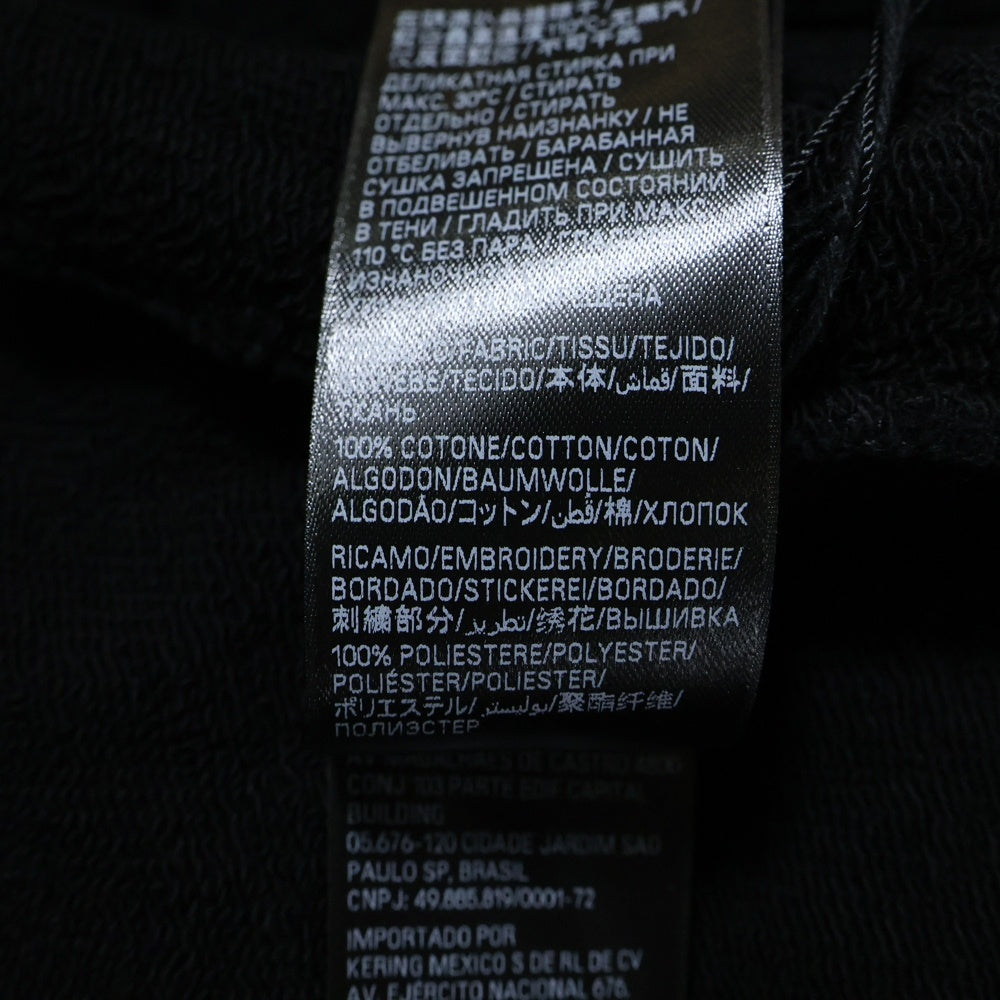 ДЕЛИКАТНАЯ СТИРКА ПРИ
МАКС. 30°C / СТИРАТЬ
ОТДЕЛЬНО / СТИРАТЬ
ВЫВЕРНУВ НАИЗНАНКУ / НЕ
ОТБЕЛИВАТЬ / БАРАБАННАЯ
СУШКА ЗАПРЕЩЕНА / СУШИТЬ
В ПОДВЕШЕННОМ СОСТОЯНИИ
В ТЕНИ / ГЛАДИТЬ ПРИ МАКС.
110 °C БЕЗ ПАРА
FABRIC/TISSU/TEJIDO/
TECIDO/本体/قماش/面料/
ТКАНЬ
100% COTONE/COTTON/COTON/
ALGODON/BAUMWOLLE/
ALGODÃO/コットン/قطن/棉/ХЛОПОК
RICAMO/EMBROIDERY/BRODERIE/
BORDADO/STICKEREI/BORDADO/
刺繍部分/تطريز/绣花/ВЫШИВКА
100% POLIESTERE/POLYESTER/
POLIÉSTER/POLIESTER/
ポリエステル/بوليستر/聚酯纤维/
ПОЛИЭСТЕР
CONJ 103 PARTE EDIF CAPITAL
BUILDING
05.676-120 CIDADE JARDIM SAO
PAULO SP, BRASIL
CNPJ: 49.885.819/0001-72
IMPORTADO POR
KERING MEXICO S DE RL DE CV
AV. EJÉRCITO NACIONAL 676,